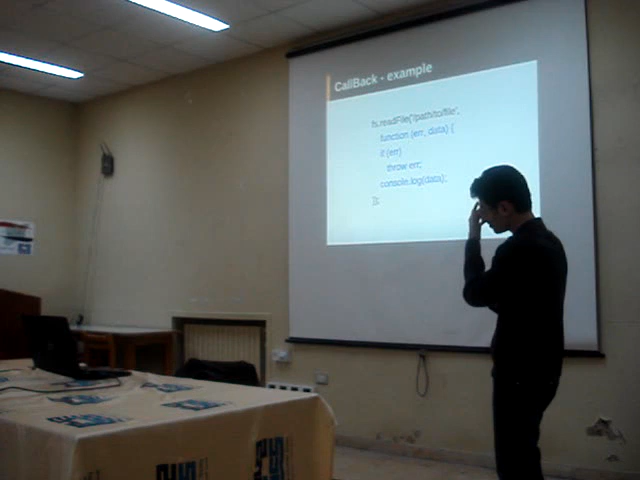 CallBack - example
fs.readFile('/path/to/file',
function (err, data) {
if (err)
throw err;
console.log(data);
});